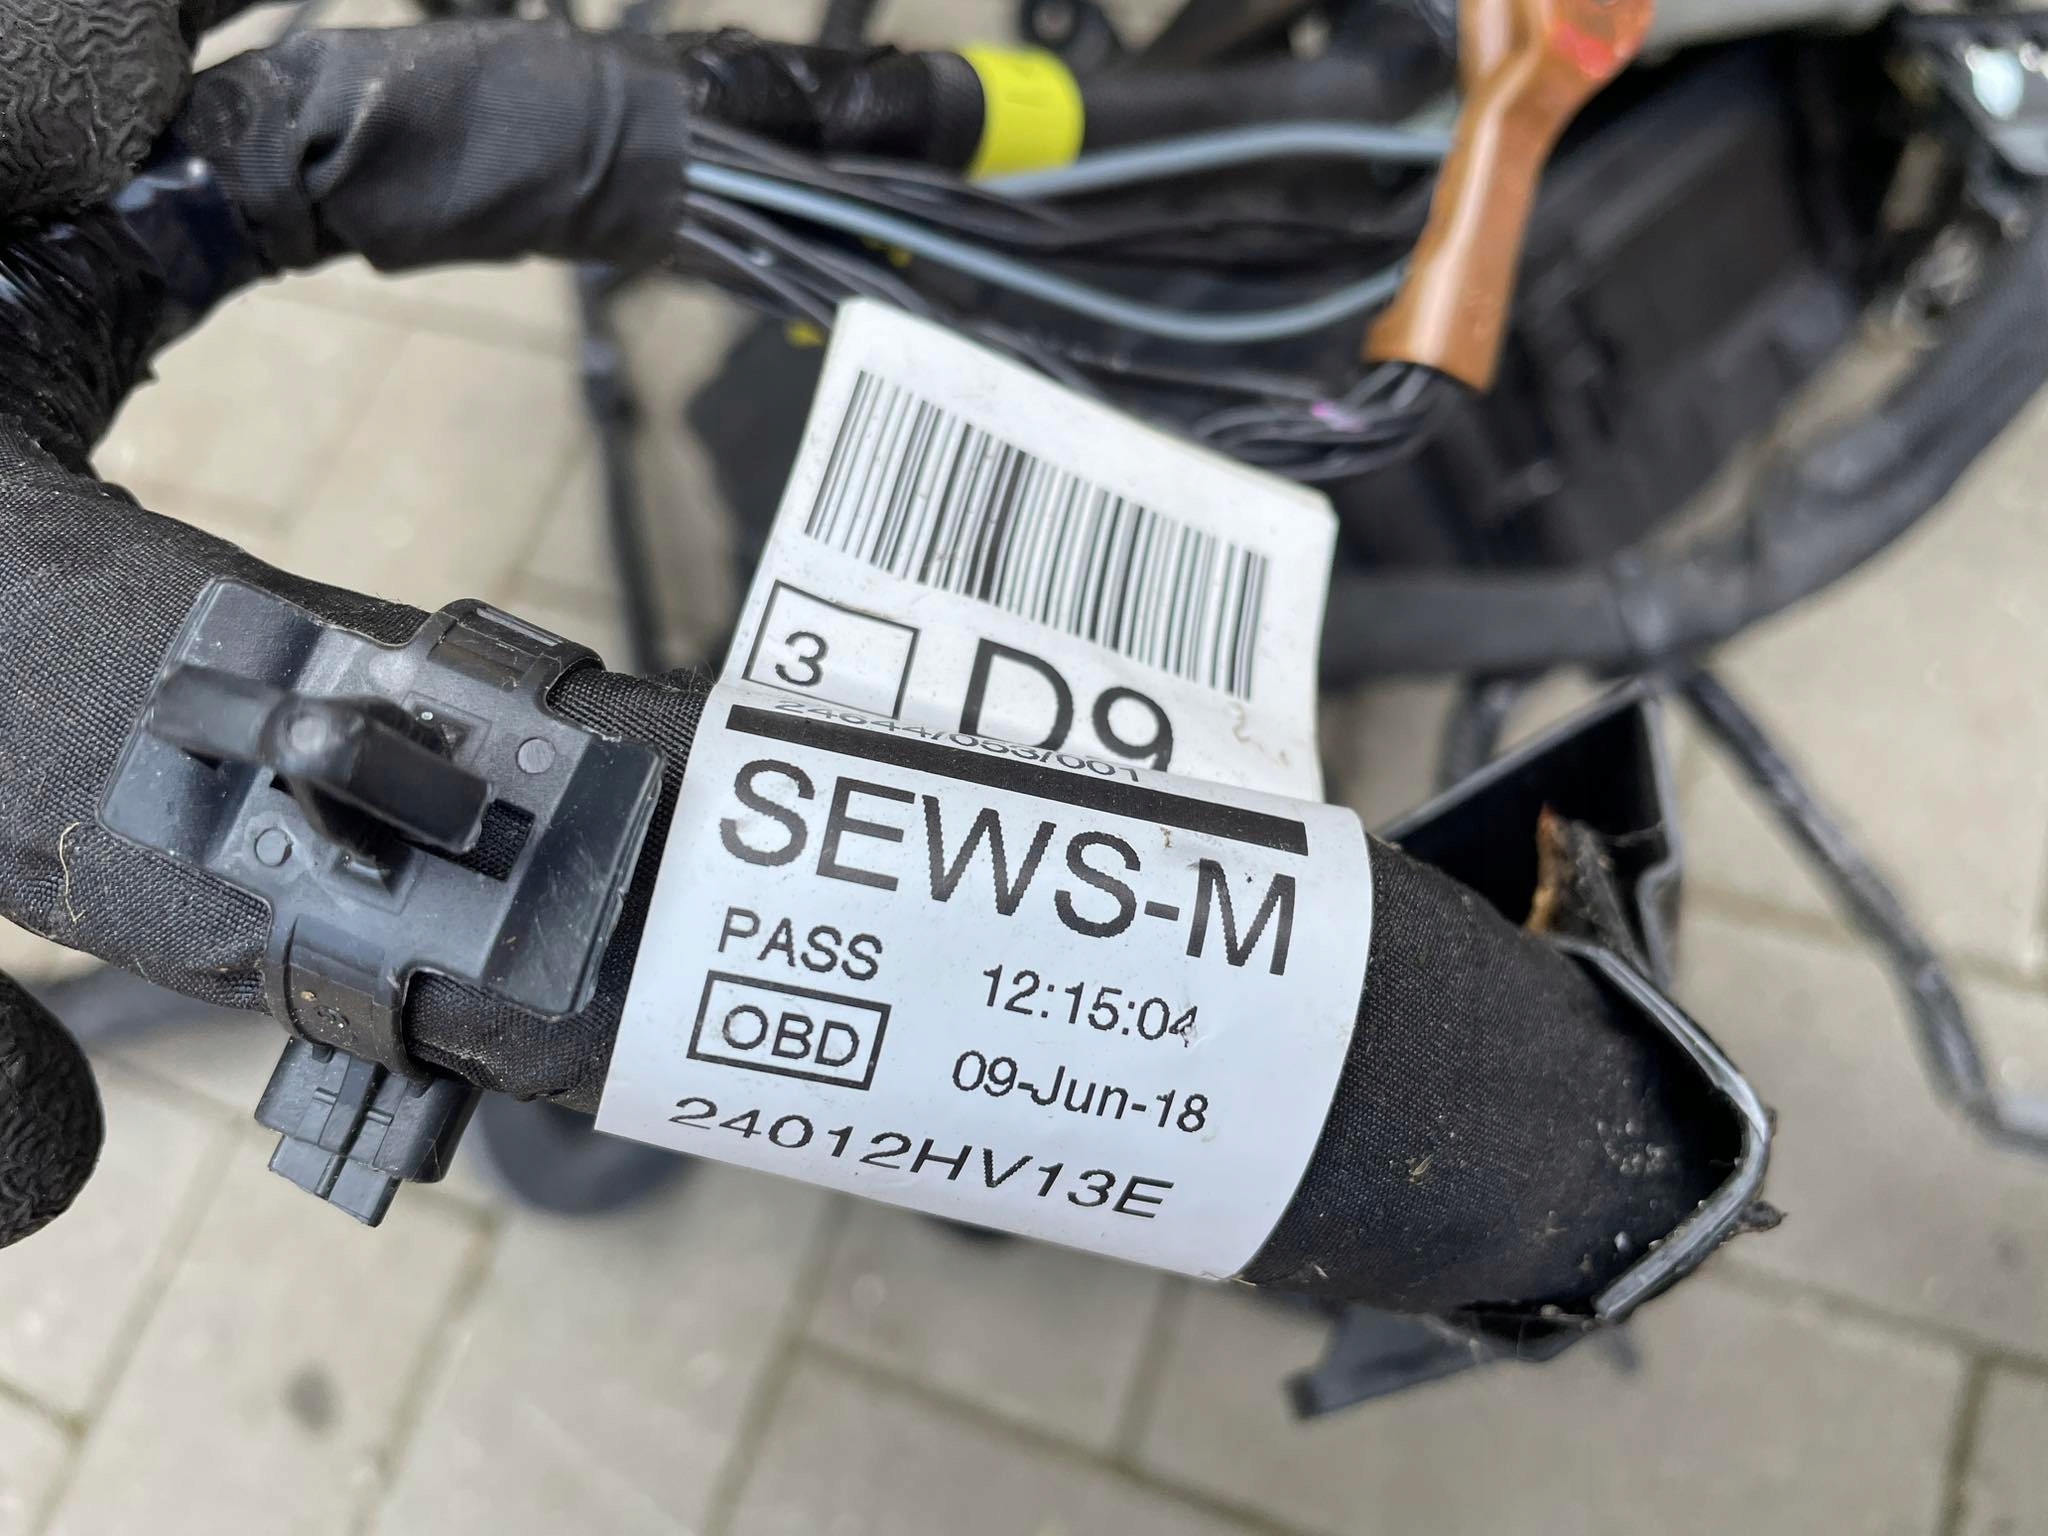 3
D9
SEWS-M
PASS
12:15:04
OBD
09-Jun-18
24012HV13E